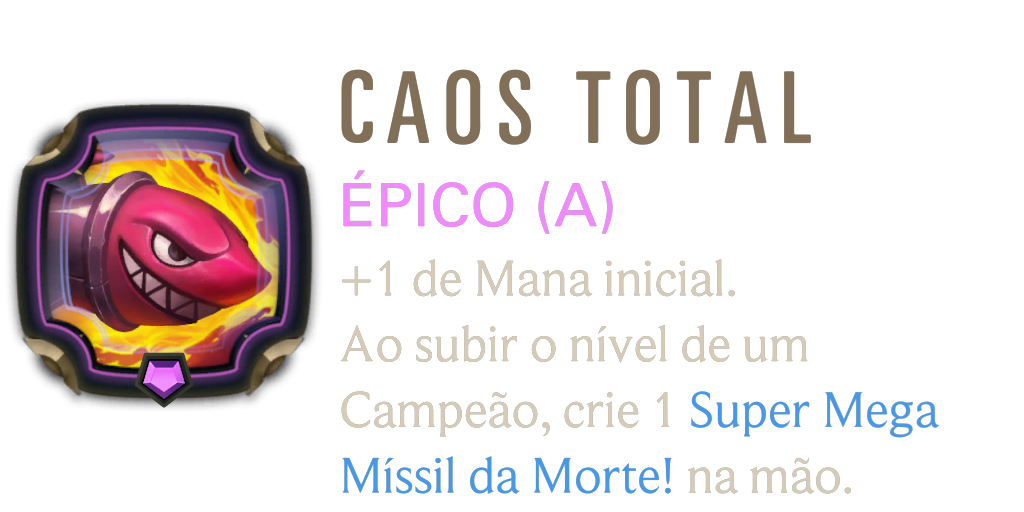 CAOS TOTAL
ÉPICO (A)
+1 de Mana inicial.
Ao subir o nível de um
Campeão, crie 1 Super Mega
Míssil da Morte! na mão.